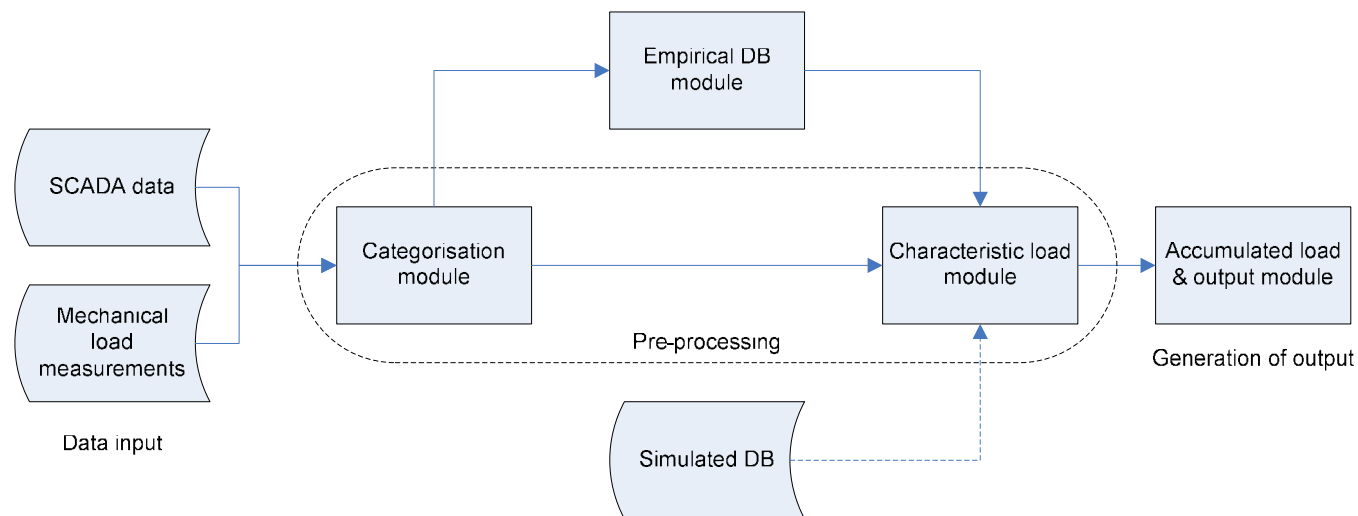 Empirical DB
module
SCADA data
Categorisation
module
Characteristic load
module
Accumulated load
& output module
Mechanical
load
measurements
Pre-processing
Generation of output
Data input
Simulated DB